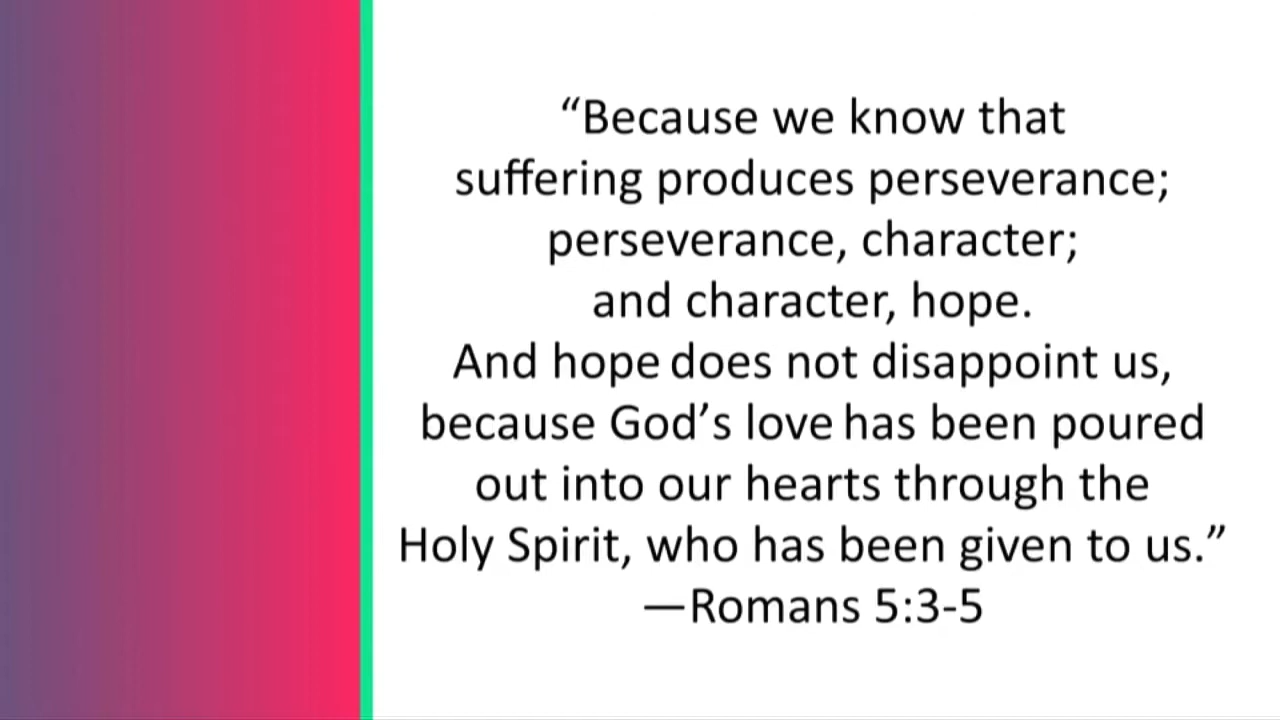 “Because we know that
suffering produces perseverance;
perseverance, character;
and character, hope.
And hope does not disappoint us,
because God’s love has been poured
out into our hearts through the
Holy Spirit, who has been given to us.”
—Romans 5:3-5